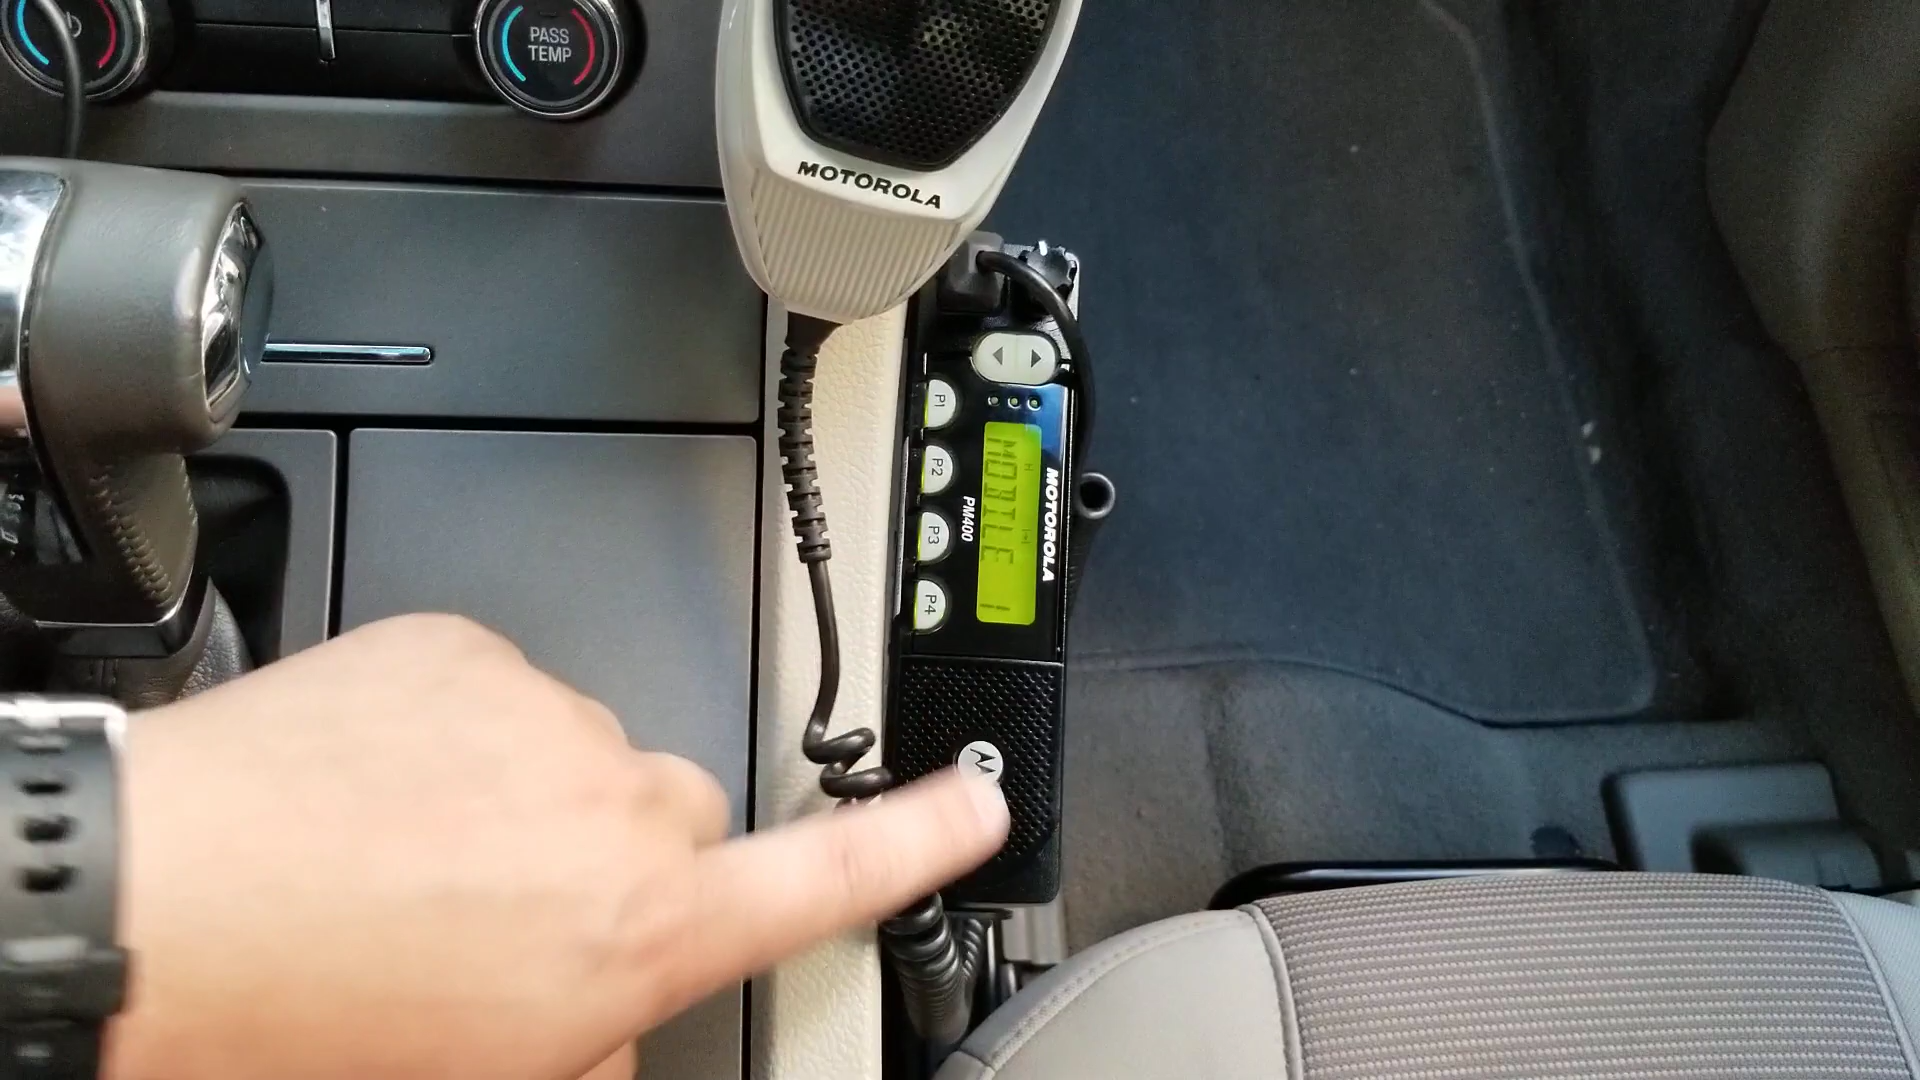 PASS
TEMP
MOTOROLA
P1
P2
P3
P4
PM400
MOBILE
MOTOROLA